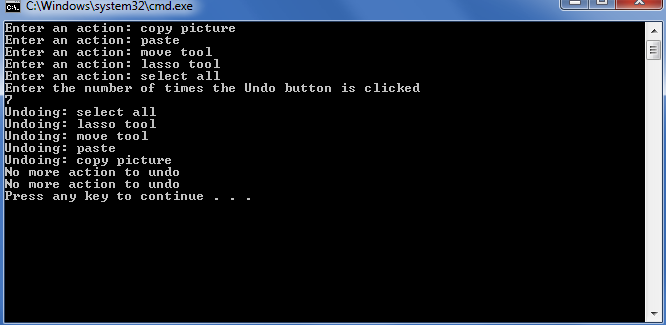 C:\Windows\system32\cmd.exe
Enter an action: copy picture
Enter an action: paste
Enter an action: move tool
Enter an action: lasso tool
Enter an action: select all
Enter the number of times the Undo button is clicked
7
Undoing: select all
Undoing: lasso tool
Undoing: move tool
Undoing: paste
Undoing: copy picture
No more action to undo
No more action to undo
Press any key to continue . . .